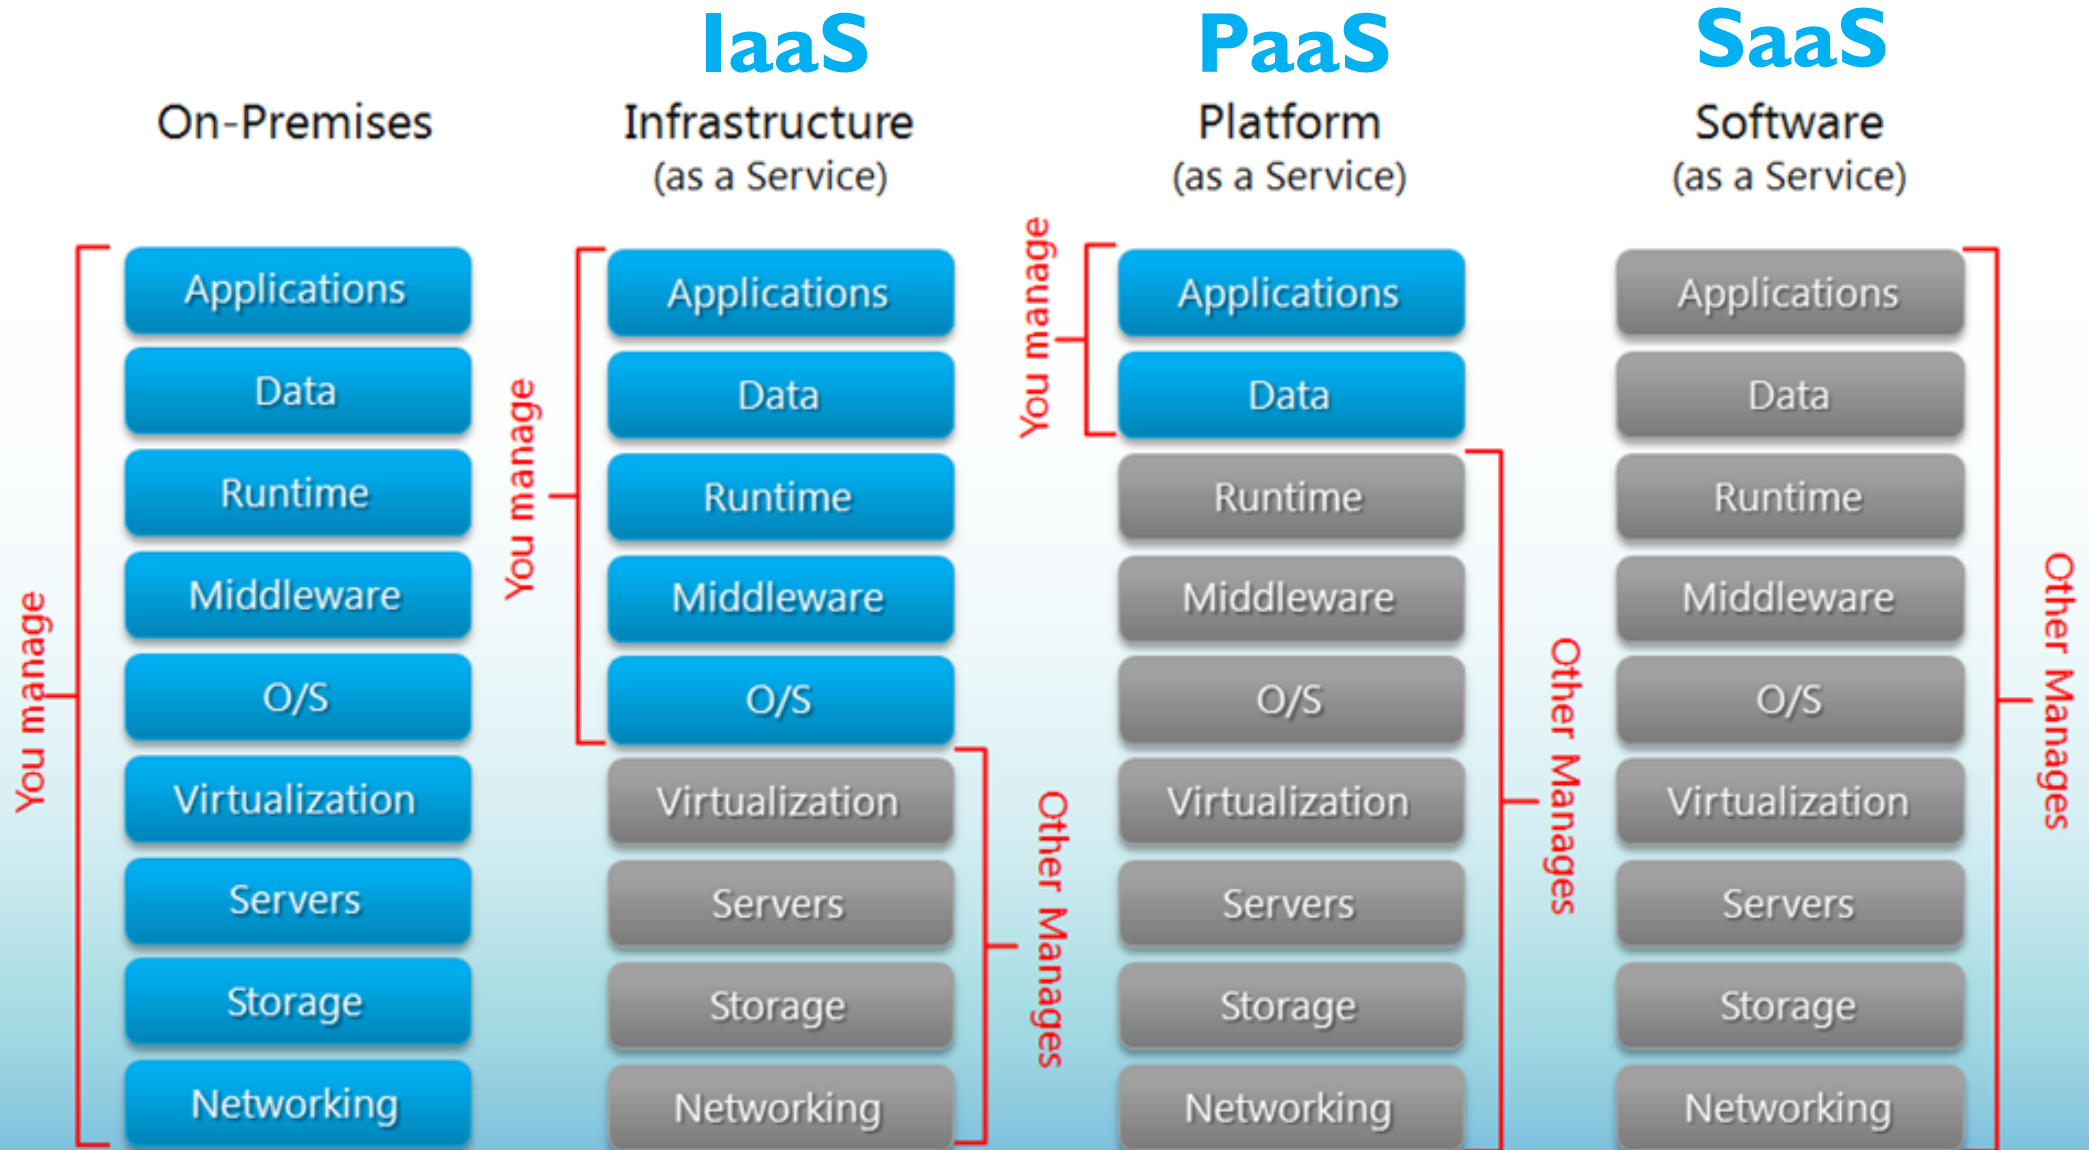 IaaS
PaaS
SaaS
On-Premises
Infrastructure
(as a Service)
Platform
(as a Service)
Software
(as a Service)
You manage
Applications
Data
Runtime
Middleware
O/S
Virtualization
Servers
Storage
Networking
You manage
Applications
Data
Runtime
Middleware
O/S
Virtualization
Servers
Storage
Networking
Other Manages
You manage
Applications
Data
Runtime
Middleware
O/S
Virtualization
Servers
Storage
Networking
Other Manages
Applications
Data
Runtime
Middleware
O/S
Virtualization
Servers
Storage
Networking
Other Manages